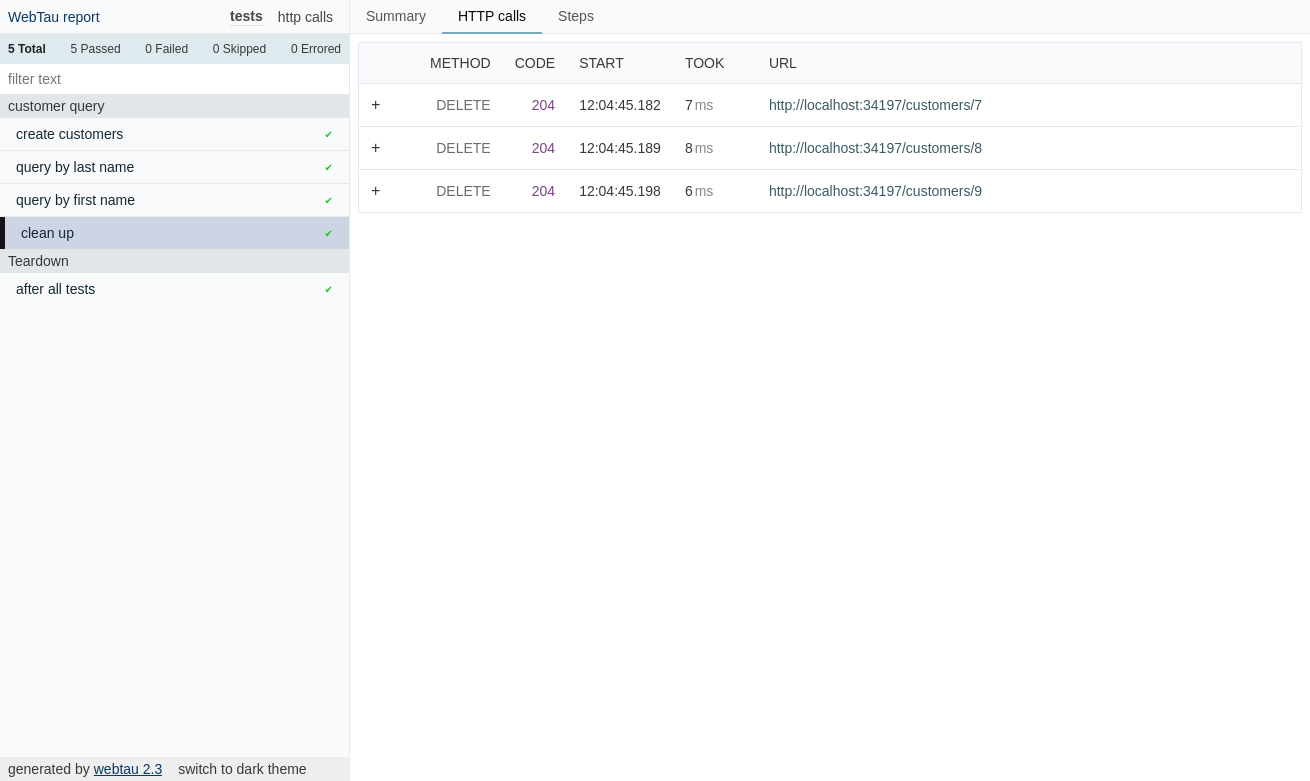 WebTau report tests http calls
5 Total 5 Passed 0 Failed 0 Skipped 0 Errored
filter text
customer query
create customers ✔
query by last name ✔
query by first name ✔
clean up ✔
Teardown
after all tests ✔
generated by webtau 2.3 switch to dark theme
Summary HTTP calls Steps
METHOD CODE START TOOK URL
+ DELETE 204 12:04:45.182 7 ms http://localhost:34197/customers/7
+ DELETE 204 12:04:45.189 8 ms http://localhost:34197/customers/8
+ DELETE 204 12:04:45.198 6 ms http://localhost:34197/customers/9